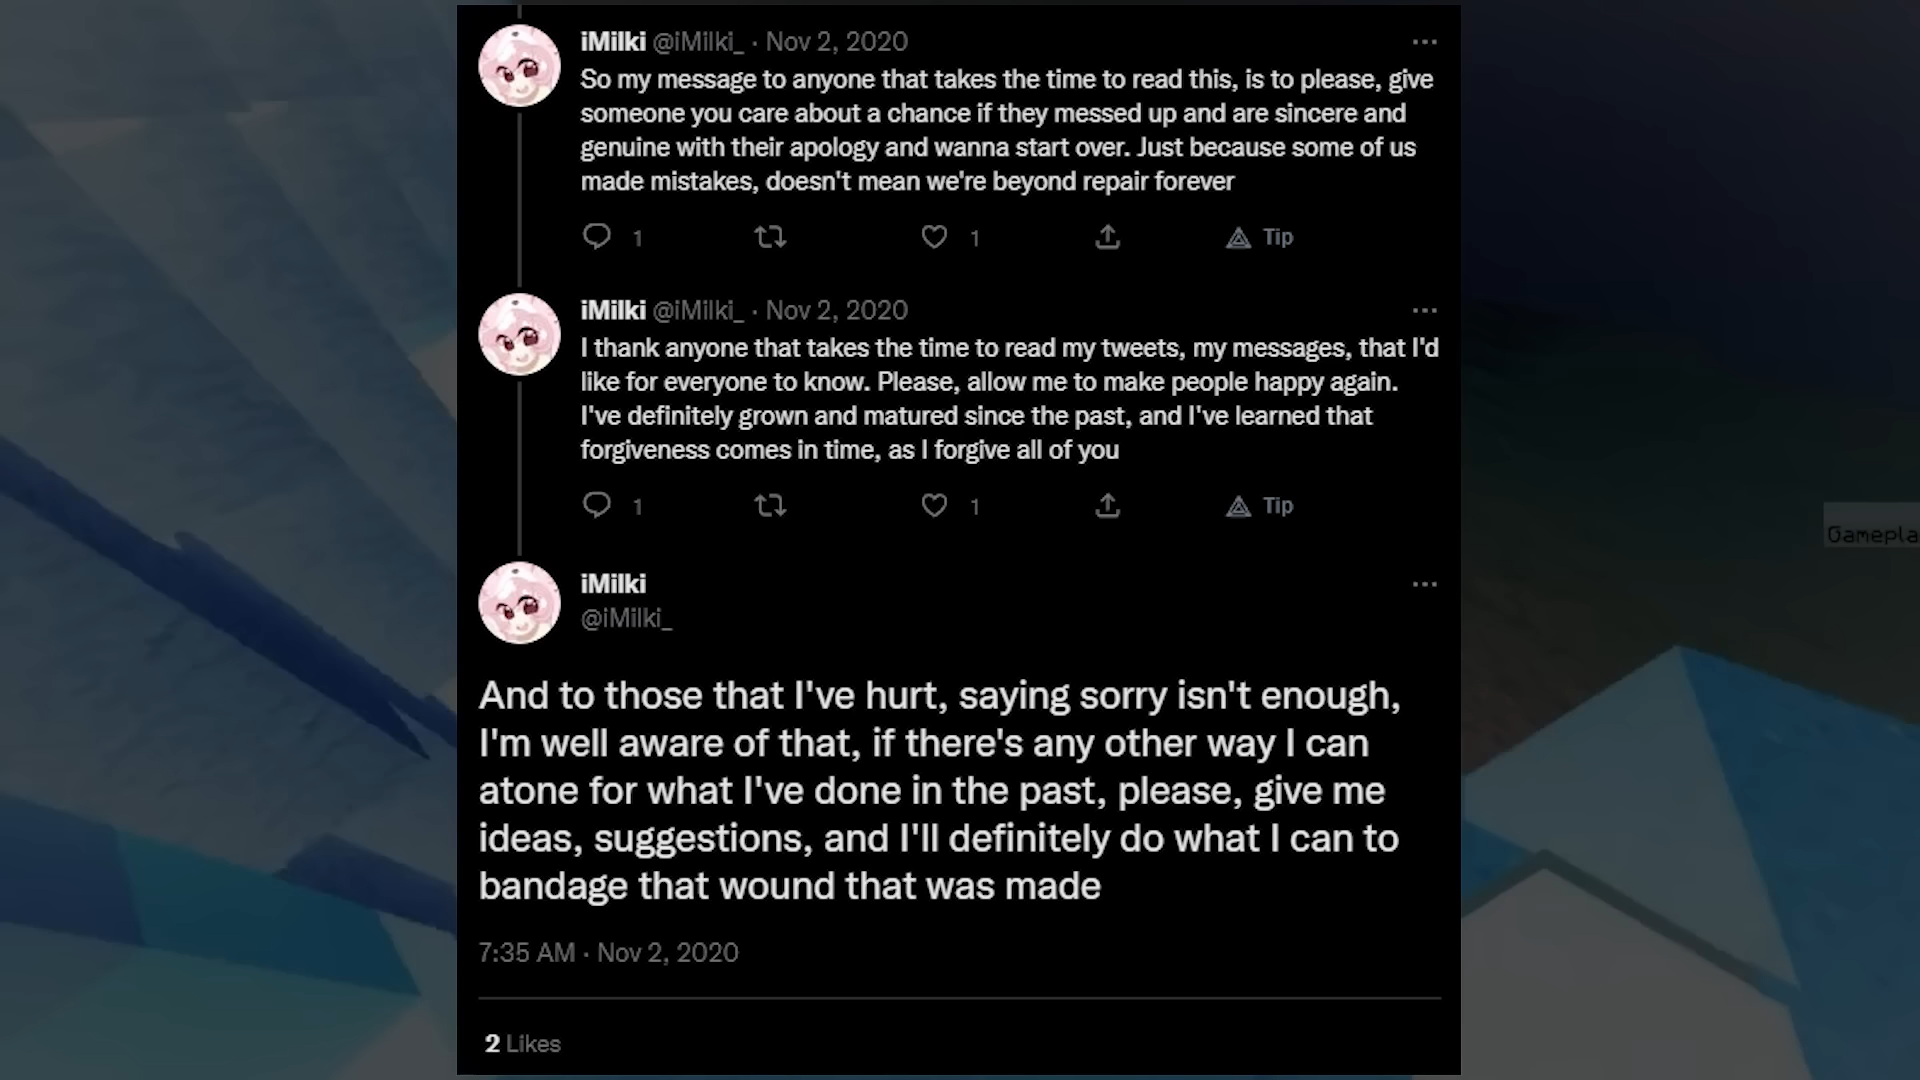 iMilki @iMilki_ · Nov 2, 2020
So my message to anyone that takes the time to read this, is to please, give
someone you care about a chance if they messed up and are sincere and
genuine with their apology and wanna start over. Just because some of us
made mistakes, doesn't mean we're beyond repair forever
1 1 Tip
iMilki @iMilki_ · Nov 2, 2020
I thank anyone that takes the time to read my tweets, my messages, that I'd
like for everyone to know. Please, allow me to make people happy again.
I've definitely grown and matured since the past, and I've learned that
forgiveness comes in time, as I forgive all of you
1 1 Tip
Gamepla
iMilki
@iMilki_
And to those that I've hurt, saying sorry isn't enough,
I'm well aware of that, if there's any other way I can
atone for what I've done in the past, please, give me
ideas, suggestions, and I'll definitely do what I can to
bandage that wound that was made
7:35 AM · Nov 2, 2020
2 Likes